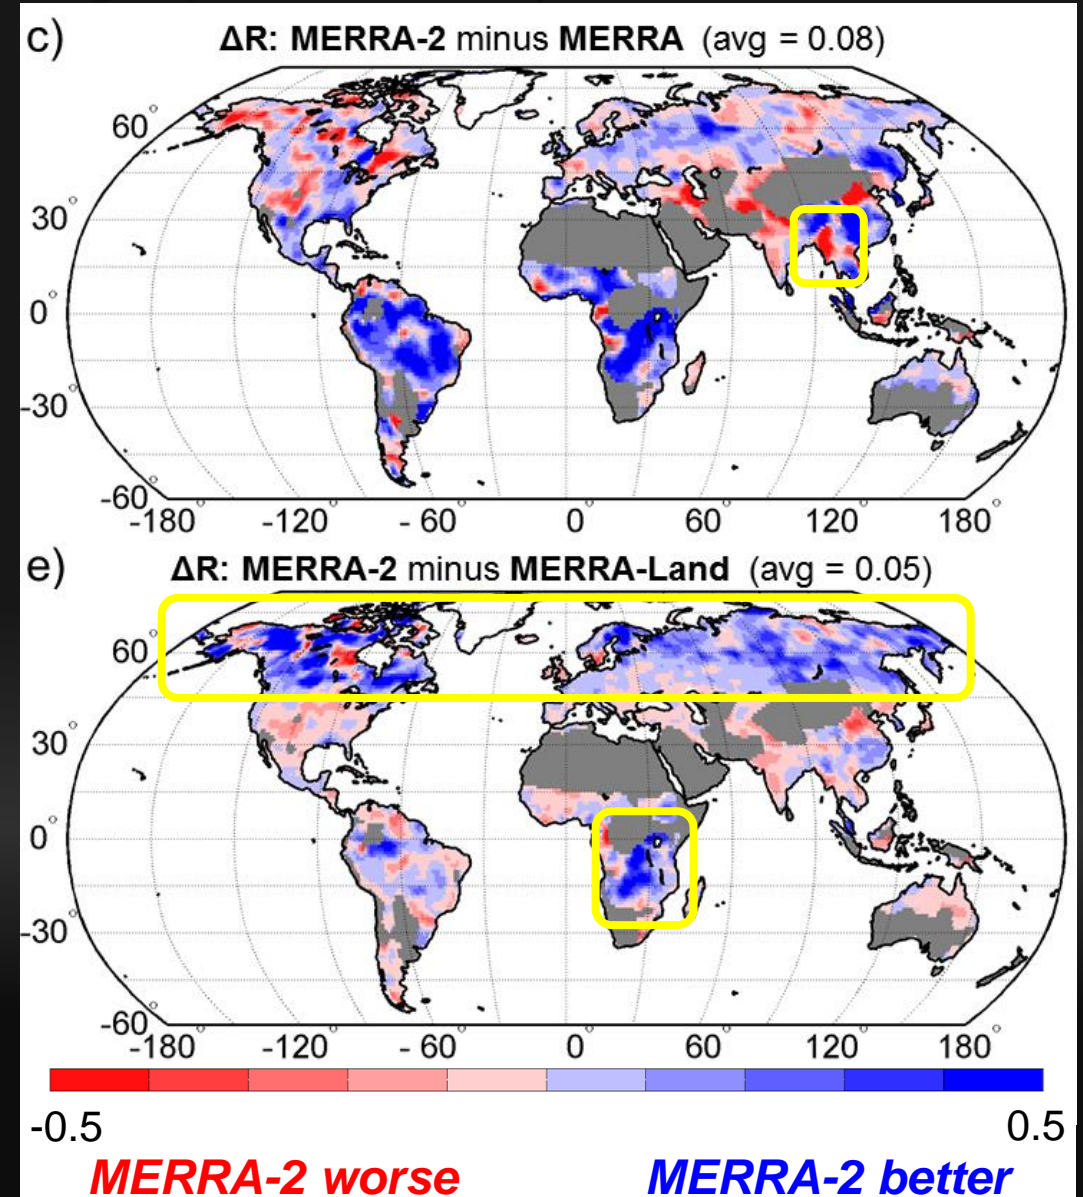 c)
ΔR: MERRA-2 minus MERRA (avg = 0.08)
60°
30°
0°
-30°
-60°
-180° -120° -60° 0° 60° 120° 180°
e)
ΔR: MERRA-2 minus MERRA-Land (avg = 0.05)
60°
30°
0°
-30°
-60°
-180° -120° -60° 0° 60° 120° 180°
-0.5 0.5
MERRA-2 worse MERRA-2 better